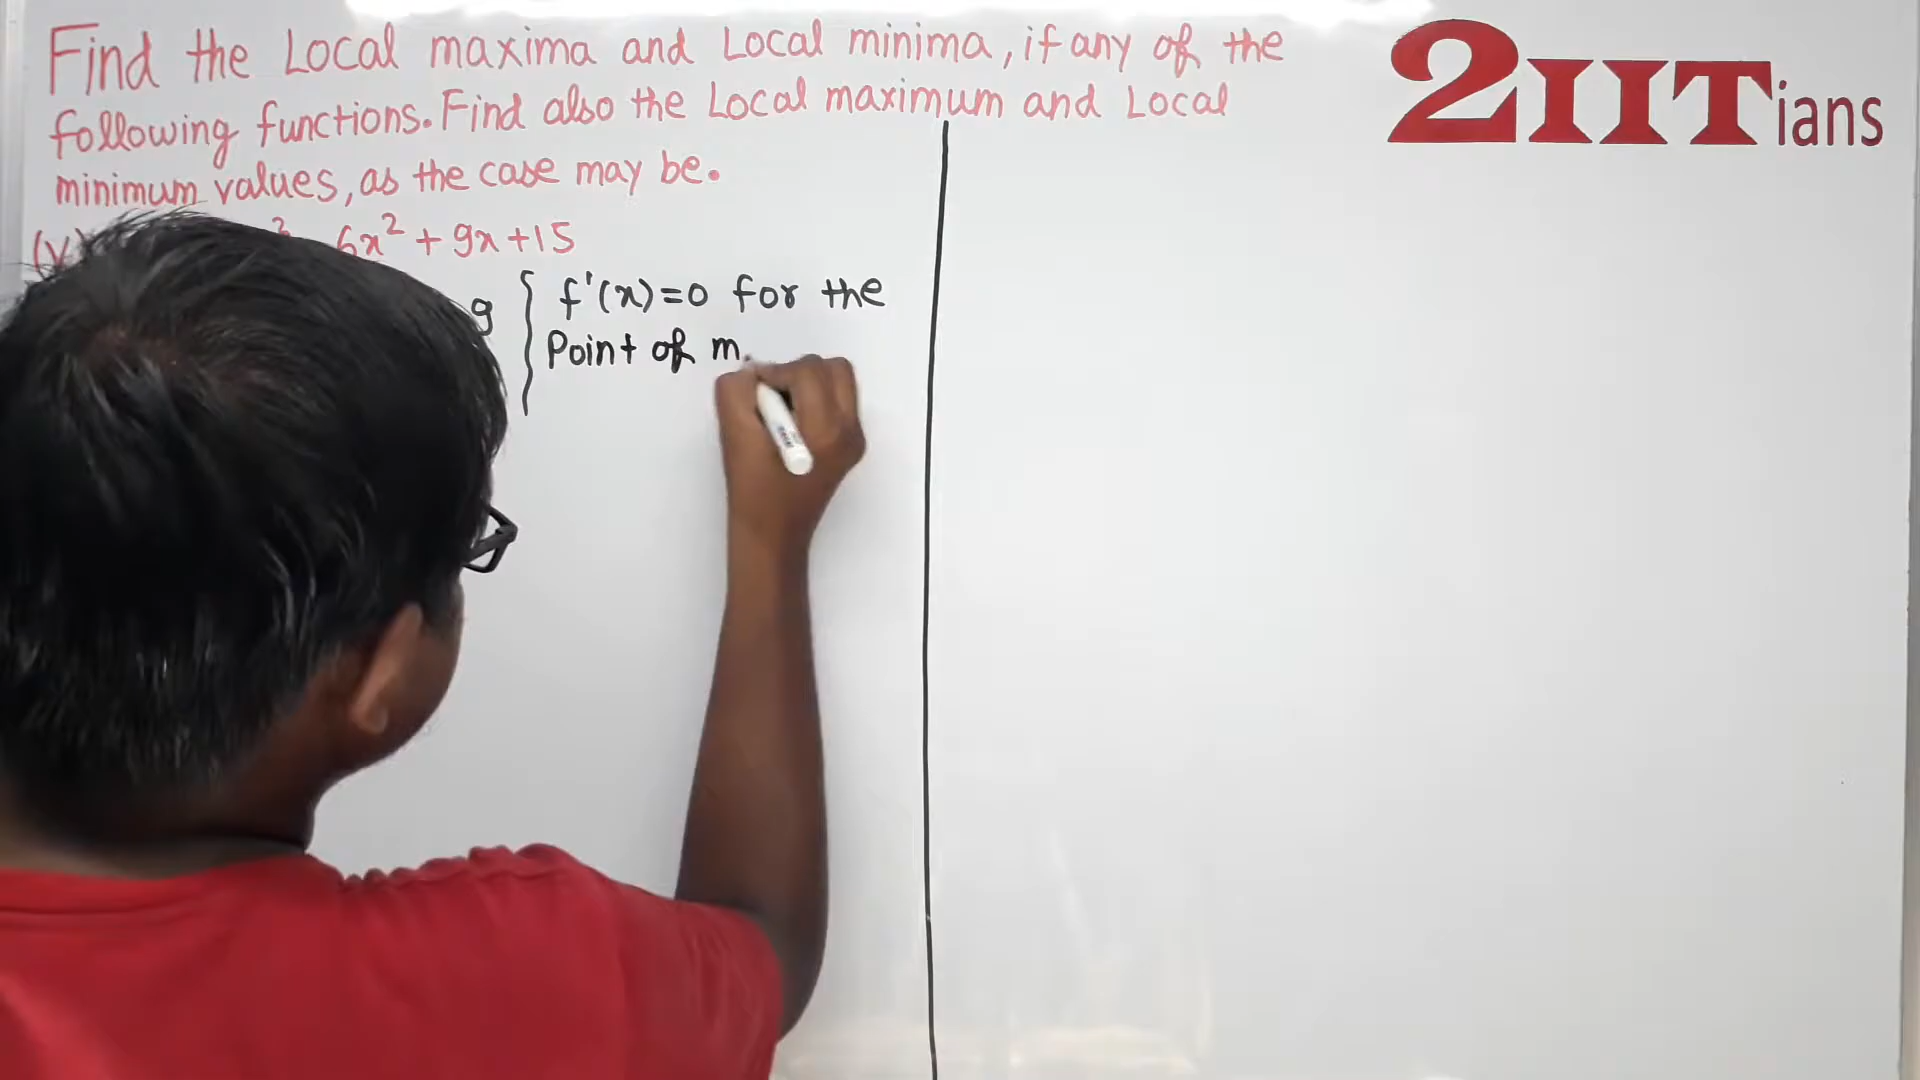 Find the Local maxima and Local minima, if any of the
following functions. Find also the Local maximum and Local
minimum values, as the case may be.
6x² + 9x + 15
9
f'(x)=0 for the
Point of m
2IITians